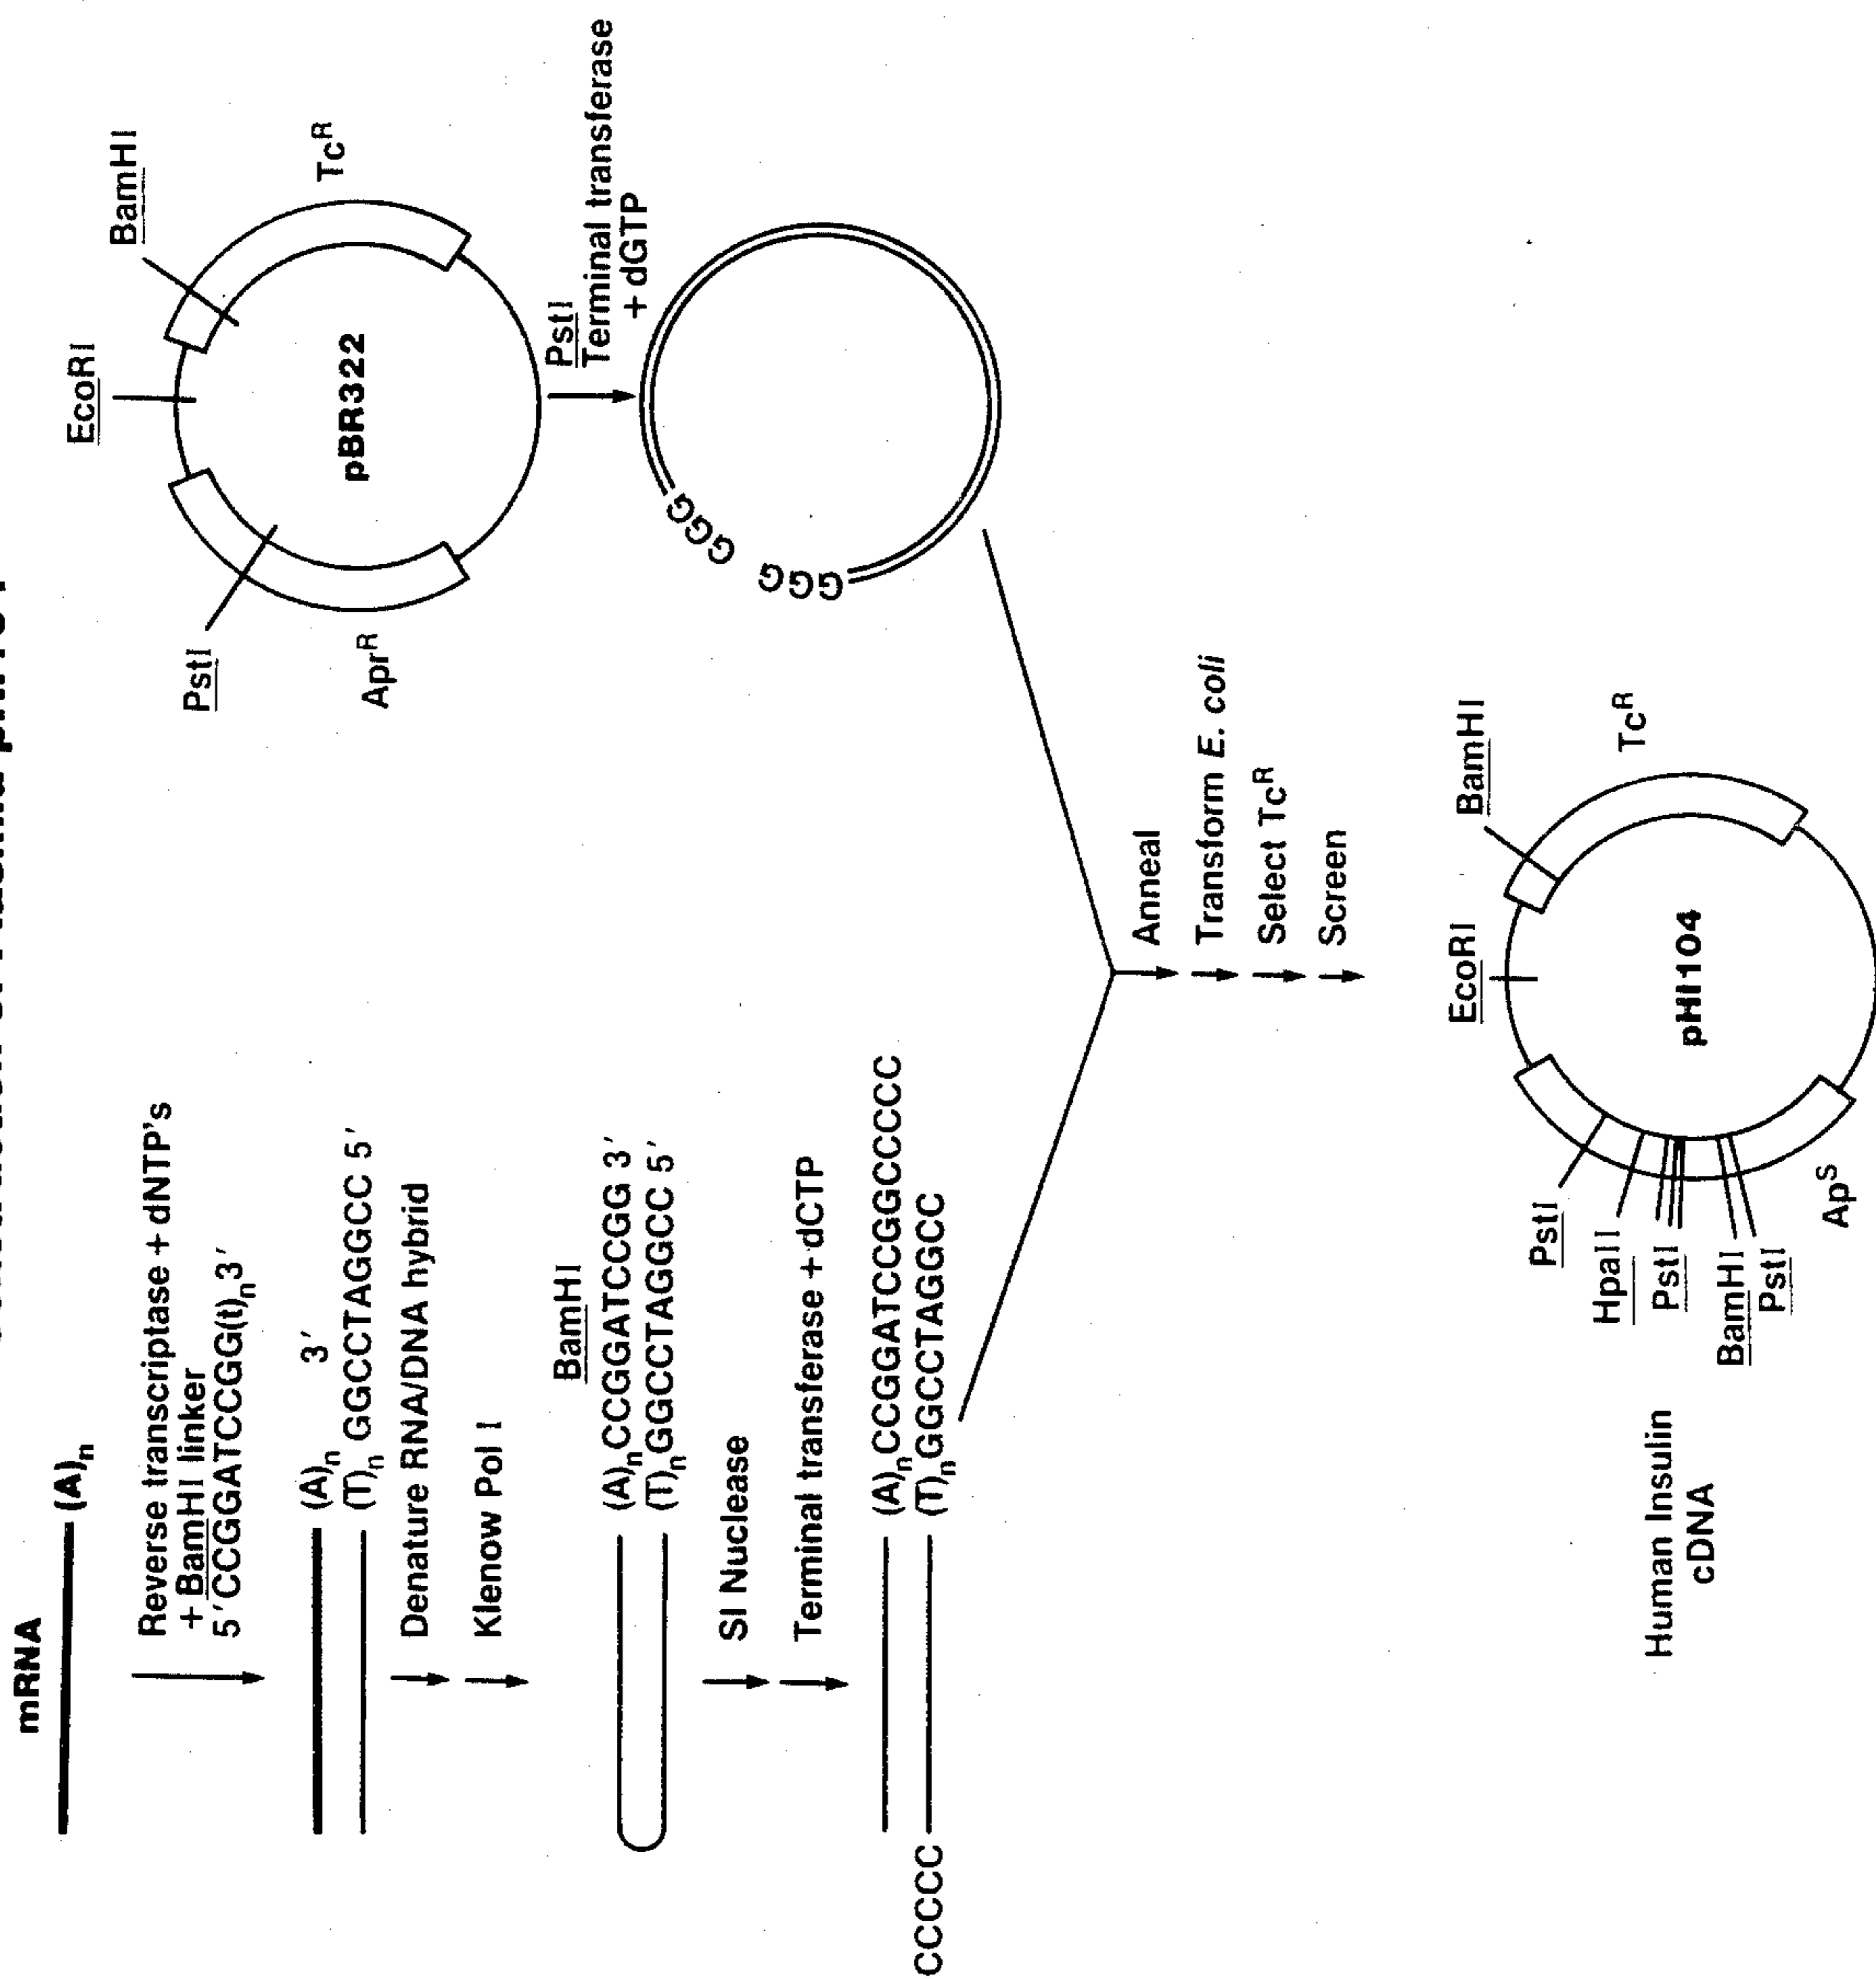 mRNA
(A)n
Reverse transcriptase + dNTP's
+ BamHI linker
5′CCGGATCCGG(t)n3′
(A)n 3′
(T)n GGCCTAGGCC 5′
Denature RNA/DNA hybrid
Klenow Pol I
BamHI
(A)nCCGGATCCGG 3′
(T)nGGCCTAGGCC 5′
SI Nuclease
Terminal transferase + dCTP
(A)nCCGGATCCGGCCCCC
CCCCC (T)nGGCCTAGGCC
EcoRI
BamHI
PstI
TcR
pBR322
AprR
PstI
Terminal transferase
+ dGTP
GGG
GGG
Anneal
Transform E. coli
Select TcR
Screen
EcoRI
BamHI
PstI
HpaII
PstI
BamHI
PstI
TcR
pHI104
ApS
Human Insulin
cDNA